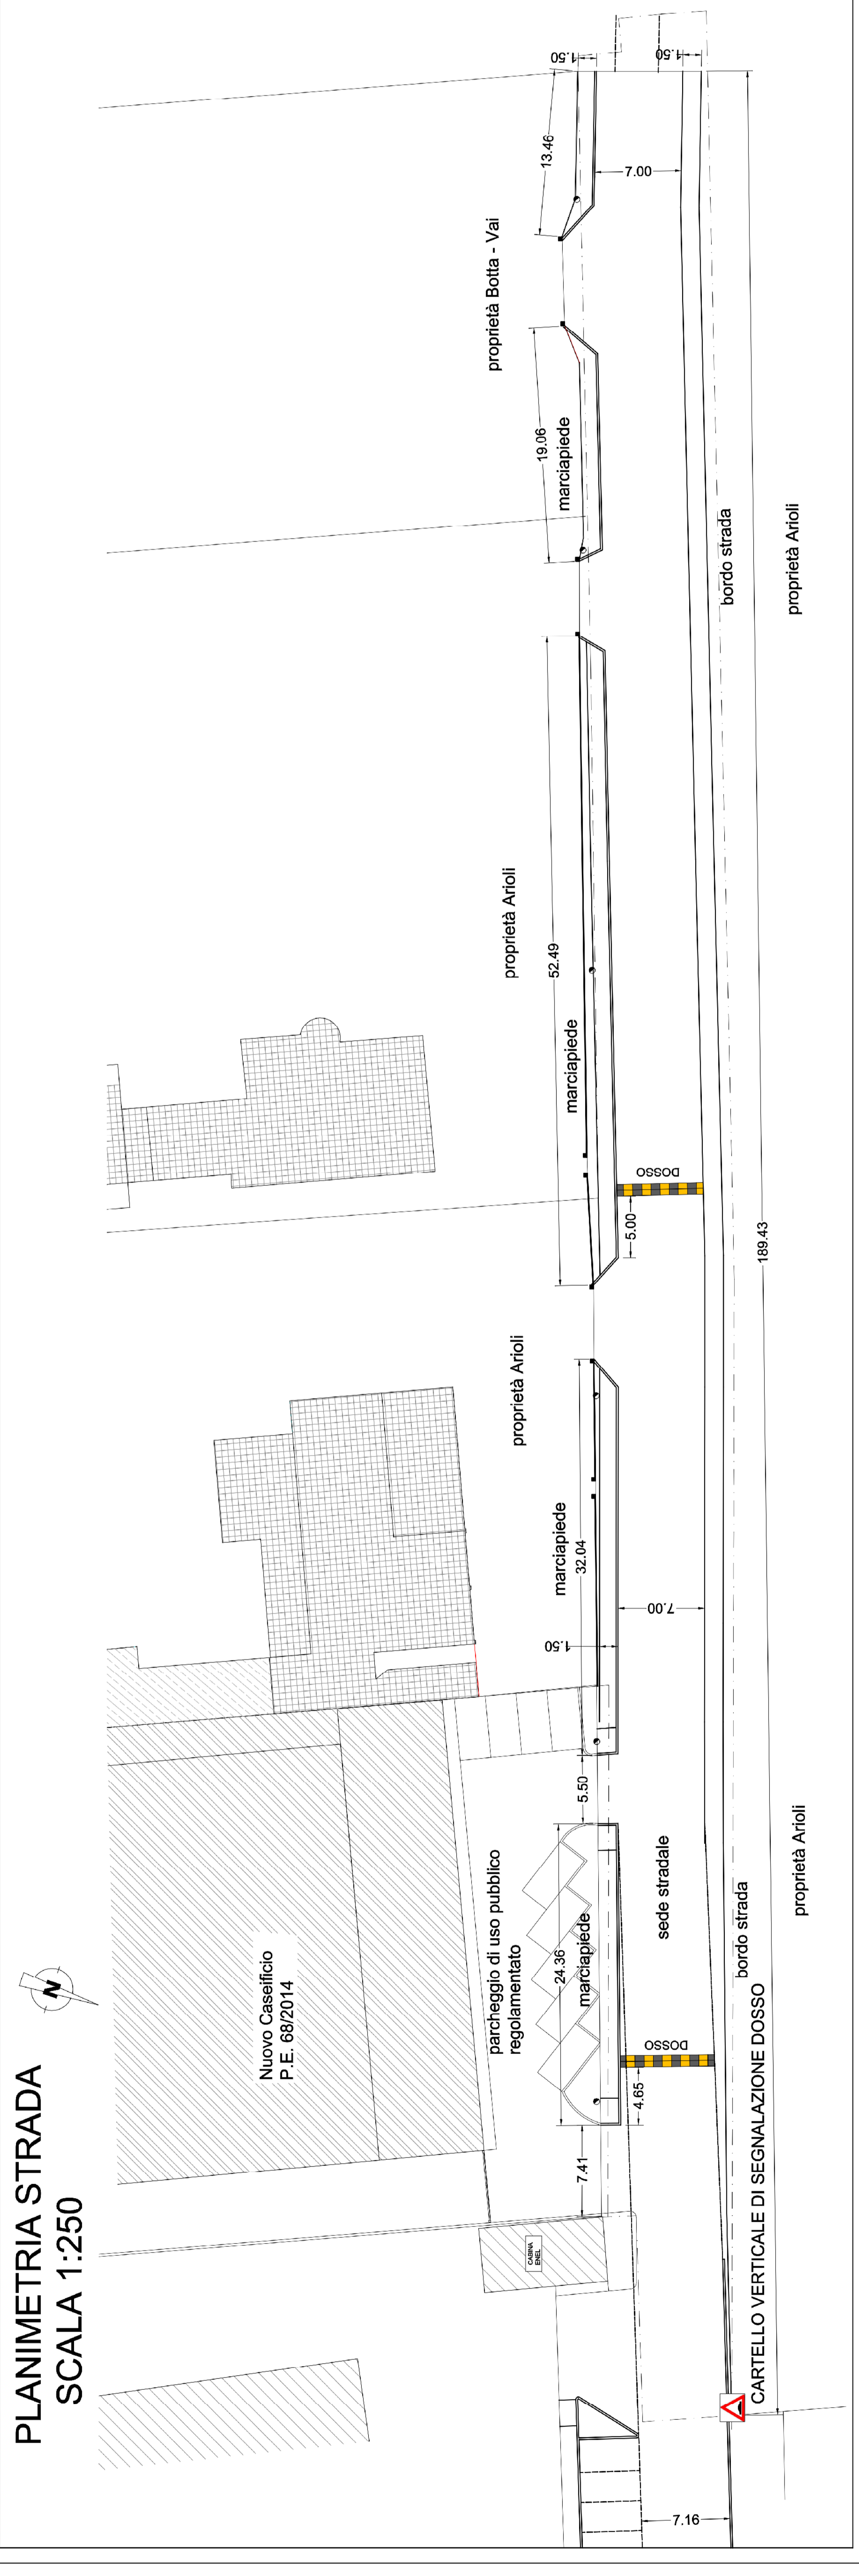 PLANIMETRIA STRADA
SCALA 1:250
N
Nuovo Caseificio
P.E. 68/2014
CABINA
ENEL
parcheggio di uso pubblico
regolamentato
proprietà Arioli
proprietà Arioli
proprietà Botta - Vai
7.41
24.36
marciapiede
5.50
marciapiede
32.04
1.50
marciapiede
52.49
marciapiede
19.06
13.46
1.50
1.50
7.16
4.65
DOSSO
sede stradale
7.00
5.00
DOSSO
7.00
CARTELLO VERTICALE DI SEGNALAZIONE DOSSO
bordo strada
bordo strada
189.43
proprietà Arioli
proprietà Arioli